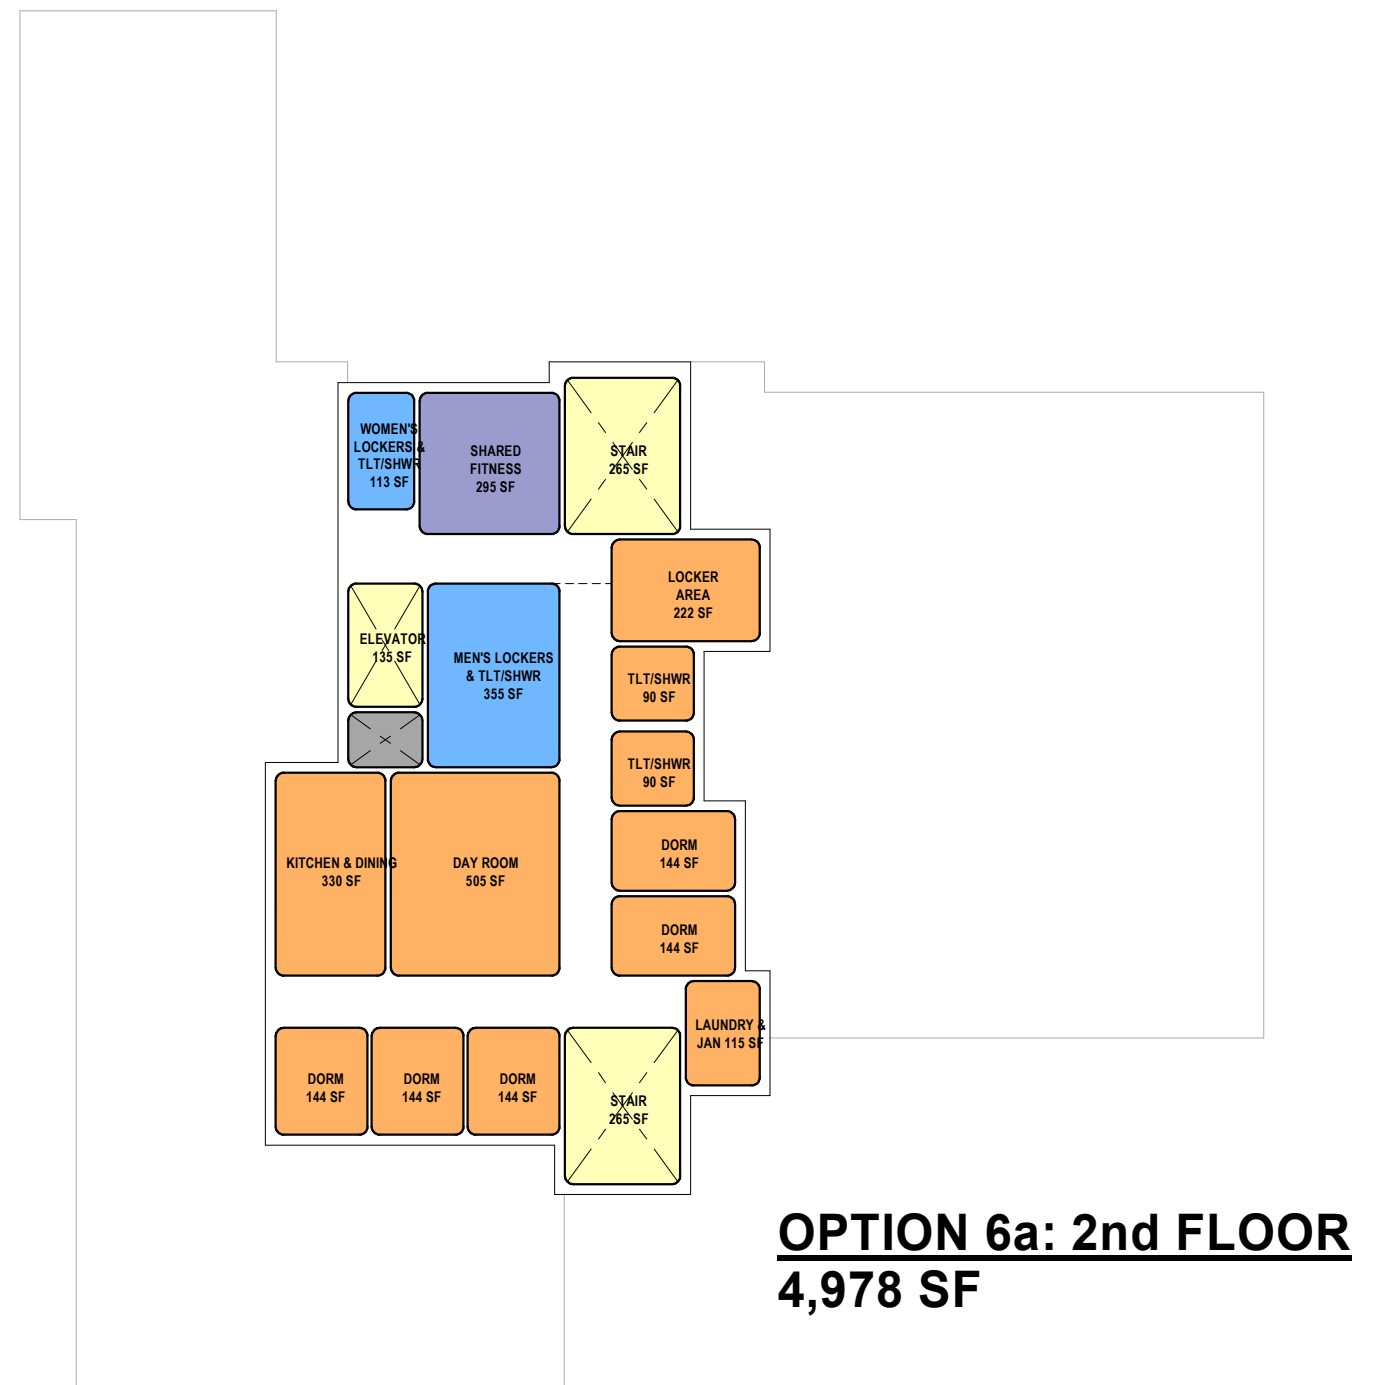 WOMEN'S
LOCKERS &
TLT/SHWR
113 SF
SHARED
FITNESS
295 SF
STAIR
265 SF
LOCKER
AREA
222 SF
ELEVATOR
135 SF
MEN'S LOCKERS
& TLT/SHWR
355 SF
TLT/SHWR
90 SF
TLT/SHWR
90 SF
KITCHEN & DINING
330 SF
DAY ROOM
505 SF
DORM
144 SF
DORM
144 SF
LAUNDRY &
JAN 115 SF
DORM
144 SF
DORM
144 SF
DORM
144 SF
STAIR
265 SF
OPTION 6a: 2nd FLOOR
4,978 SF